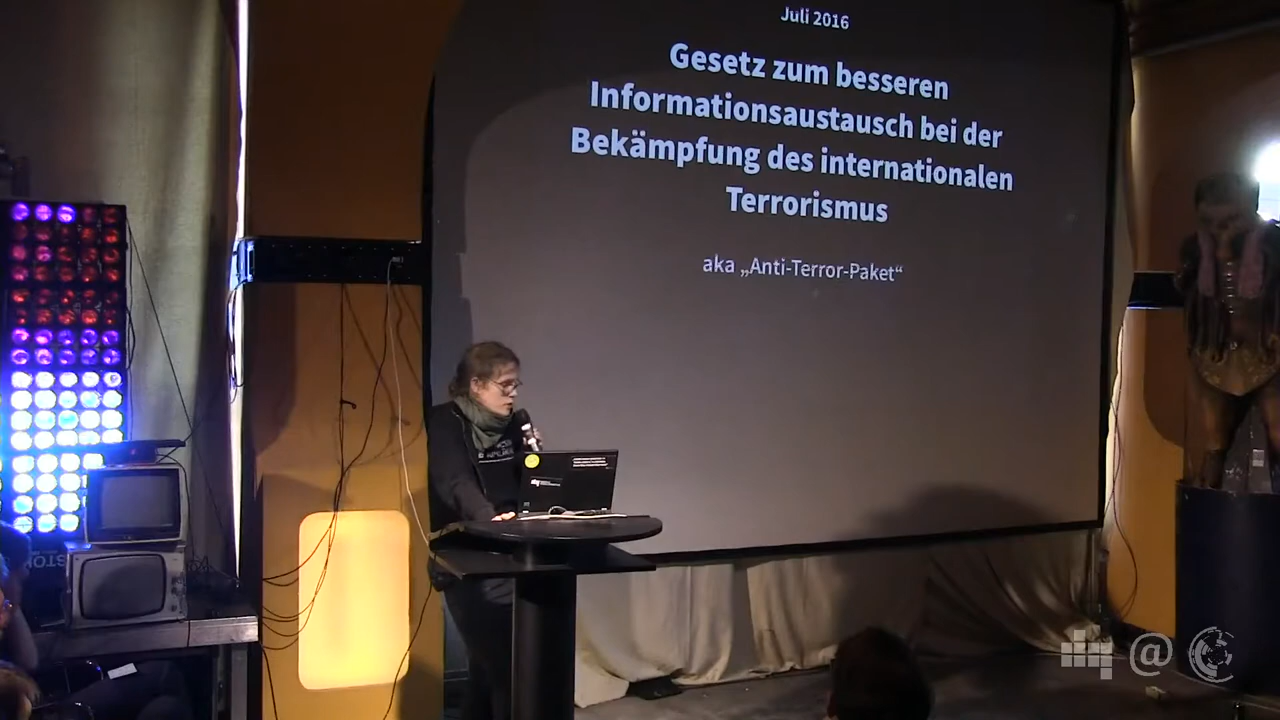 Juli 2016
Gesetz zum besseren
Informationsaustausch bei der
Bekämpfung des internationalen
Terrorismus
aka „Anti-Terror-Paket“
@